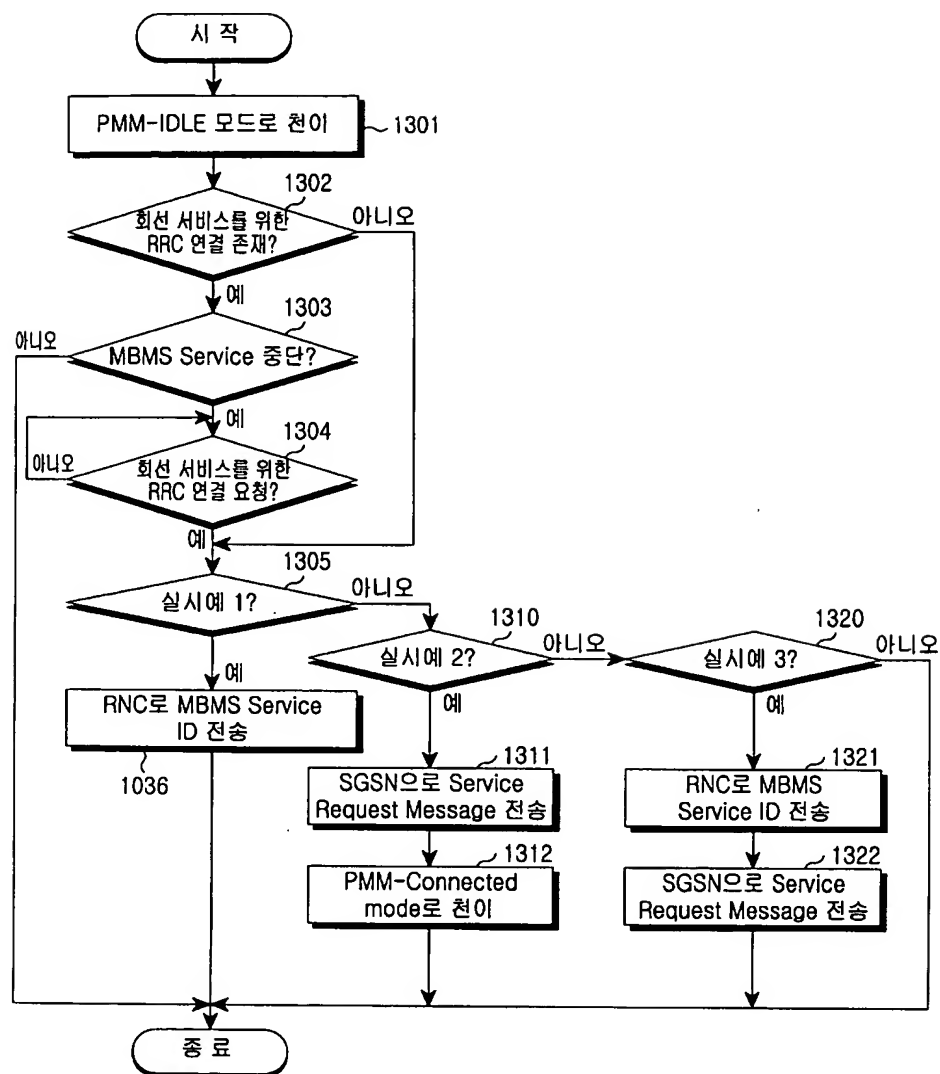 시 작
PMM-IDLE 모드로 천이
1301
1302
회선 서비스를 위한
RRC 연결 존재?
아니오
예
1303
아니오
MBMS Service 중단?
예
1304
아니오
회선 서비스를 위한
RRC 연결 요청?
예
1305
실시예 1?
아니오
1310
실시예 2?
아니오
1320
실시예 3?
아니오
예
예
예
RNC로 MBMS Service
ID 전송
1036
1311
SGSN으로 Service
Request Message 전송
1321
RNC로 MBMS
Service ID 전송
1312
PMM-Connected
mode로 천이
1322
SGSN으로 Service
Request Message 전송
종 료